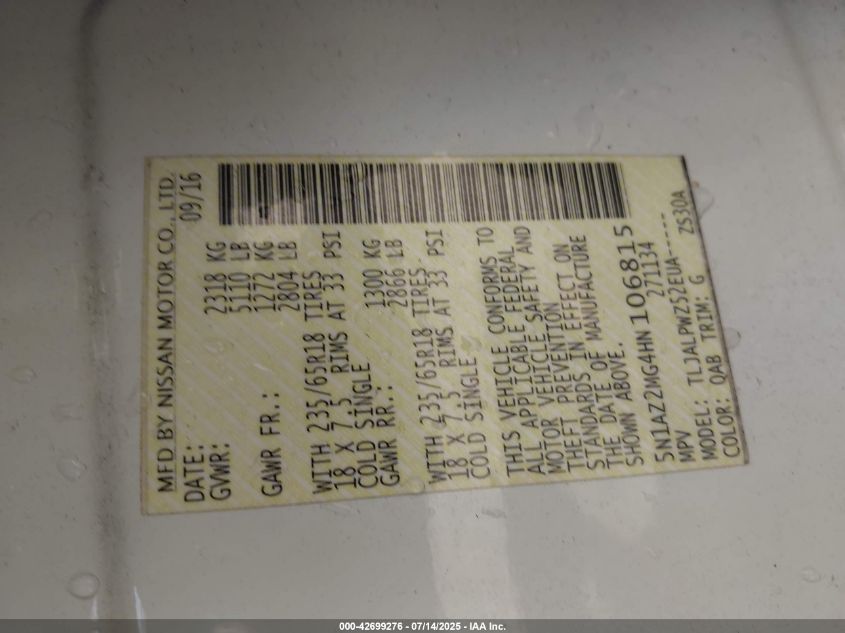 MFD BY NISSAN MOTOR CO., LTD.
DATE: 09/16
GVWR: 2318 KG
5110 LB
GAWR FR.: 1272 KG
2804 LB
WITH 235/65R18 TIRES
18 X 7.5 RIMS AT 33 PSI
COLD SINGLE
GAWR RR.: 1300 KG
2866 LB
WITH 235/65R18 TIRES
18 X 7.5 RIMS AT 33 PSI
COLD SINGLE
THIS VEHICLE CONFORMS TO
ALL APPLICABLE FEDERAL
MOTOR VEHICLE SAFETY AND
THEFT PREVENTION
STANDARDS IN EFFECT ON
THE DATE OF MANUFACTURE
SHOWN ABOVE.
5N1AZ2MG4HN106815
MPV 271134
MODEL: TLJALPWZ52EUA------
COLOR: QAB TRIM: G ZS30A
000-42699276 - 07/14/2025 - IAA Inc.